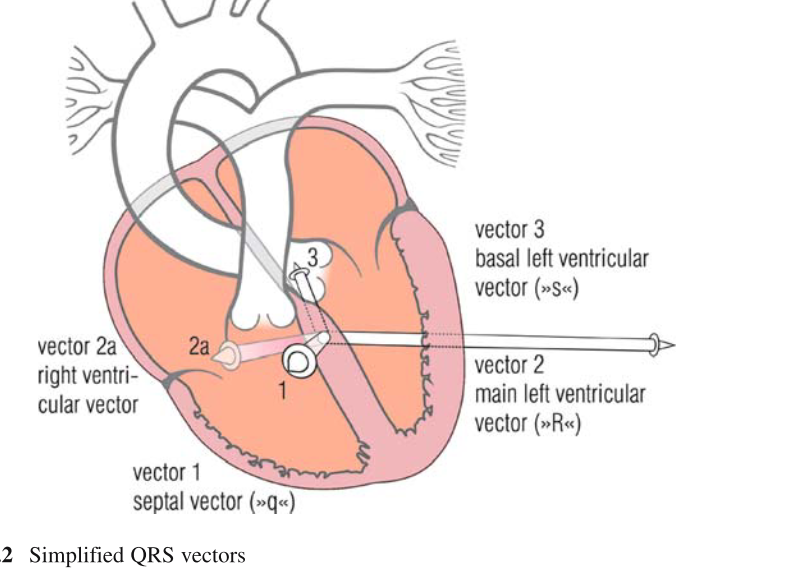 3
vector 3
basal left ventricular
vector (»s«)
vector 2a
right ventri-
cular vector
2a
1
vector 2
main left ventricular
vector (»R«)
vector 1
septal vector (»q«)
.2 Simplified QRS vectors